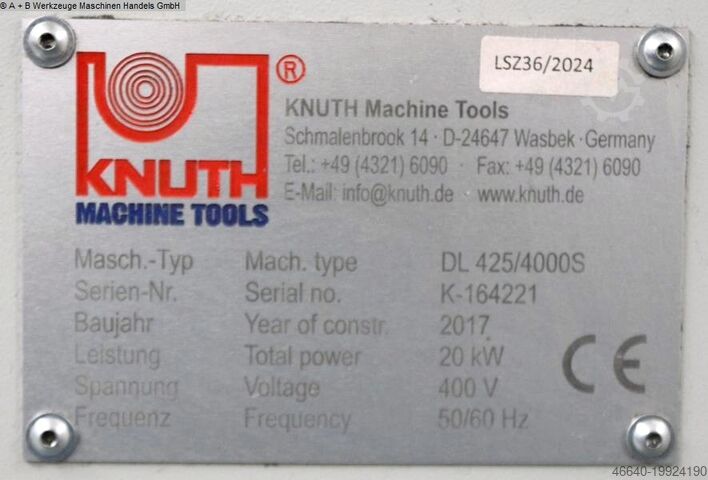 © A + B Werkzeuge Maschinen Handels GmbH
LSZ36/2024
®
KNUTH
MACHINE TOOLS
KNUTH Machine Tools
Schmalenbrook 14 · D-24647 Wasbek · Germany
Tel.: +49 (4321) 6090 · Fax: +49 (4321) 6090
E-Mail: info@knuth.de · www.knuth.de
Masch.-Typ Mach. type DL 425/4000S
Serien-Nr. Serial no. K-164221
Baujahr Year of constr. 2017
Leistung Total power 20 kW
Spannung Voltage 400 V
Frequenz Frequency 50/60 Hz
CE
46640-19924190